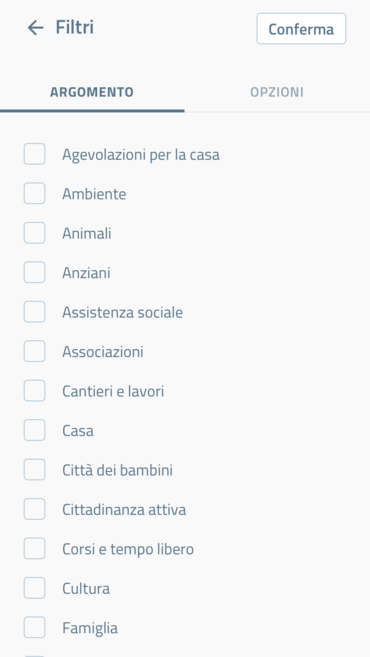 Filtri
Conferma
ARGOMENTO
OPZIONI
Agevolazioni per la casa
Ambiente
Animali
Anziani
Assistenza sociale
Associazioni
Cantieri e lavori
Casa
Città dei bambini
Cittadinanza attiva
Corsi e tempo libero
Cultura
Famiglia